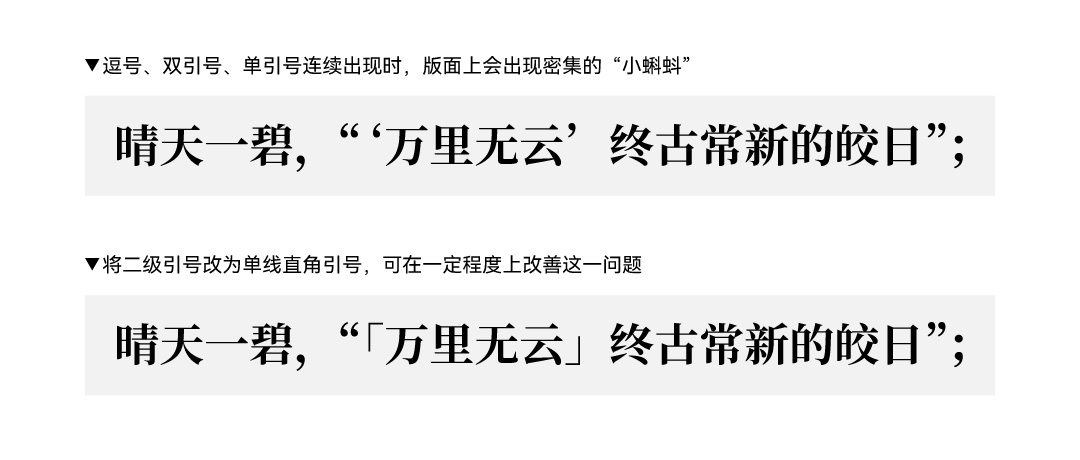 ▼逗号、双引号、单引号连续出现时，版面上会出现密集的“小蝌蚪”
晴天一碧，“‘万里无云’终古常新的皎日”；
▼将二级引号改为单线直角引号，可在一定程度上改善这一问题
晴天一碧，“「万里无云」终古常新的皎日”；